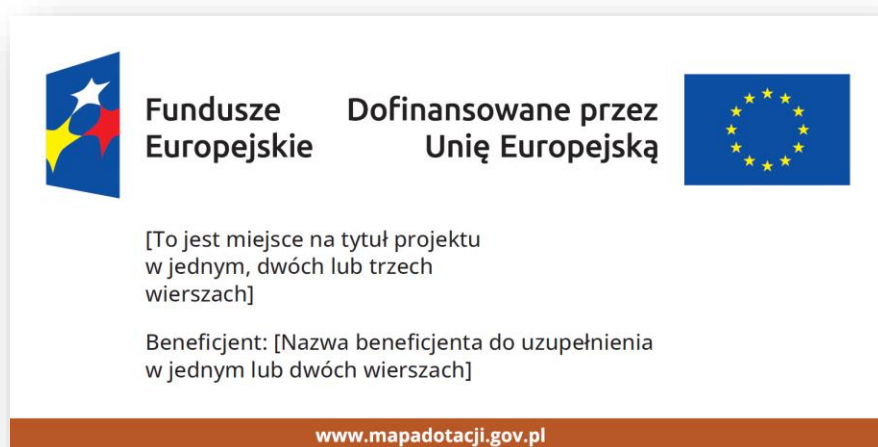 Fundusze
Europejskie
Dofinansowane przez
Unię Europejską
[To jest miejsce na tytuł projektu
w jednym, dwóch lub trzech
wierszach]
Beneficjent: [Nazwa beneficjenta do uzupełnienia
w jednym lub dwóch wierszach]
www.mapadotacji.gov.pl